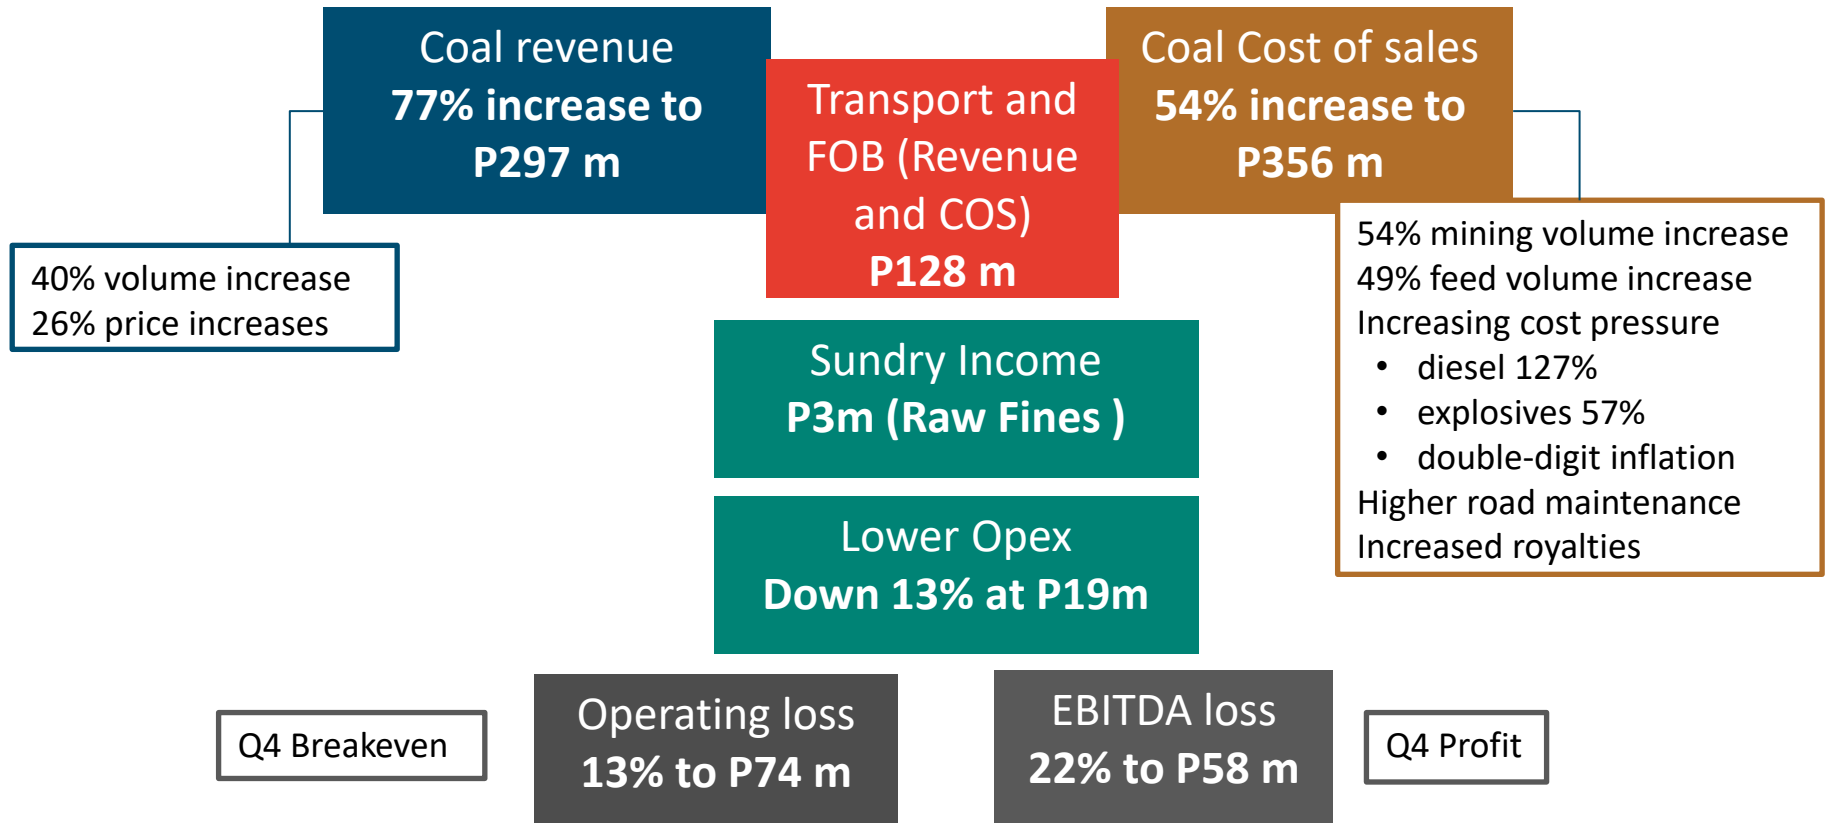 Coal revenue
77% increase to
P297 m
Transport and
FOB (Revenue
and COS)
P128 m
Coal Cost of sales
54% increase to
P356 m
40% volume increase
26% price increases
54% mining volume increase
49% feed volume increase
Increasing cost pressure
• diesel 127%
• explosives 57%
• double-digit inflation
Higher road maintenance
Increased royalties
Sundry Income
P3m (Raw Fines )
Lower Opex
Down 13% at P19m
Q4 Breakeven
Operating loss
13% to P74 m
EBITDA loss
22% to P58 m
Q4 Profit